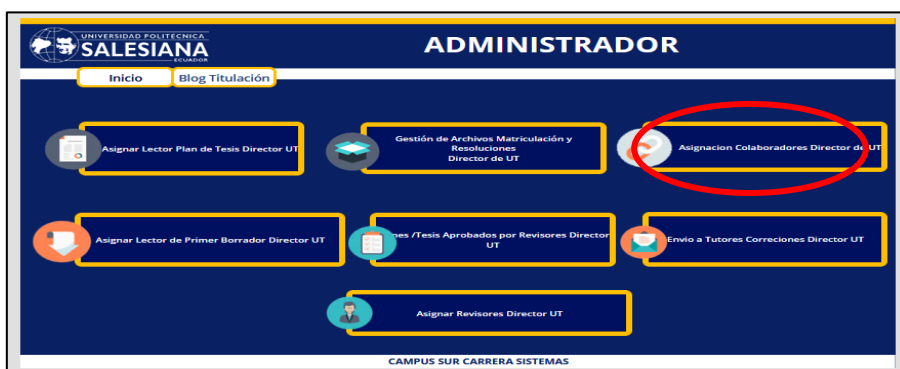 UNIVERSIDAD POLITÉCNICA
SALESIANA
ECUADOR
ADMINISTRADOR
Inicio
Blog Titulación
Asignar Lector Plan de Tesis Director UT
Gestión de Archivos Matriculación y
Resoluciones
Director de UT
Asignacion Colaboradores Director de UT
Asignar Lector de Primer Borrador Director UT
nes /Tesis Aprobados por Revisores Director
UT
Envio a Tutores Correciones Director UT
Asignar Revisores Director UT
CAMPUS SUR CARRERA SISTEMAS